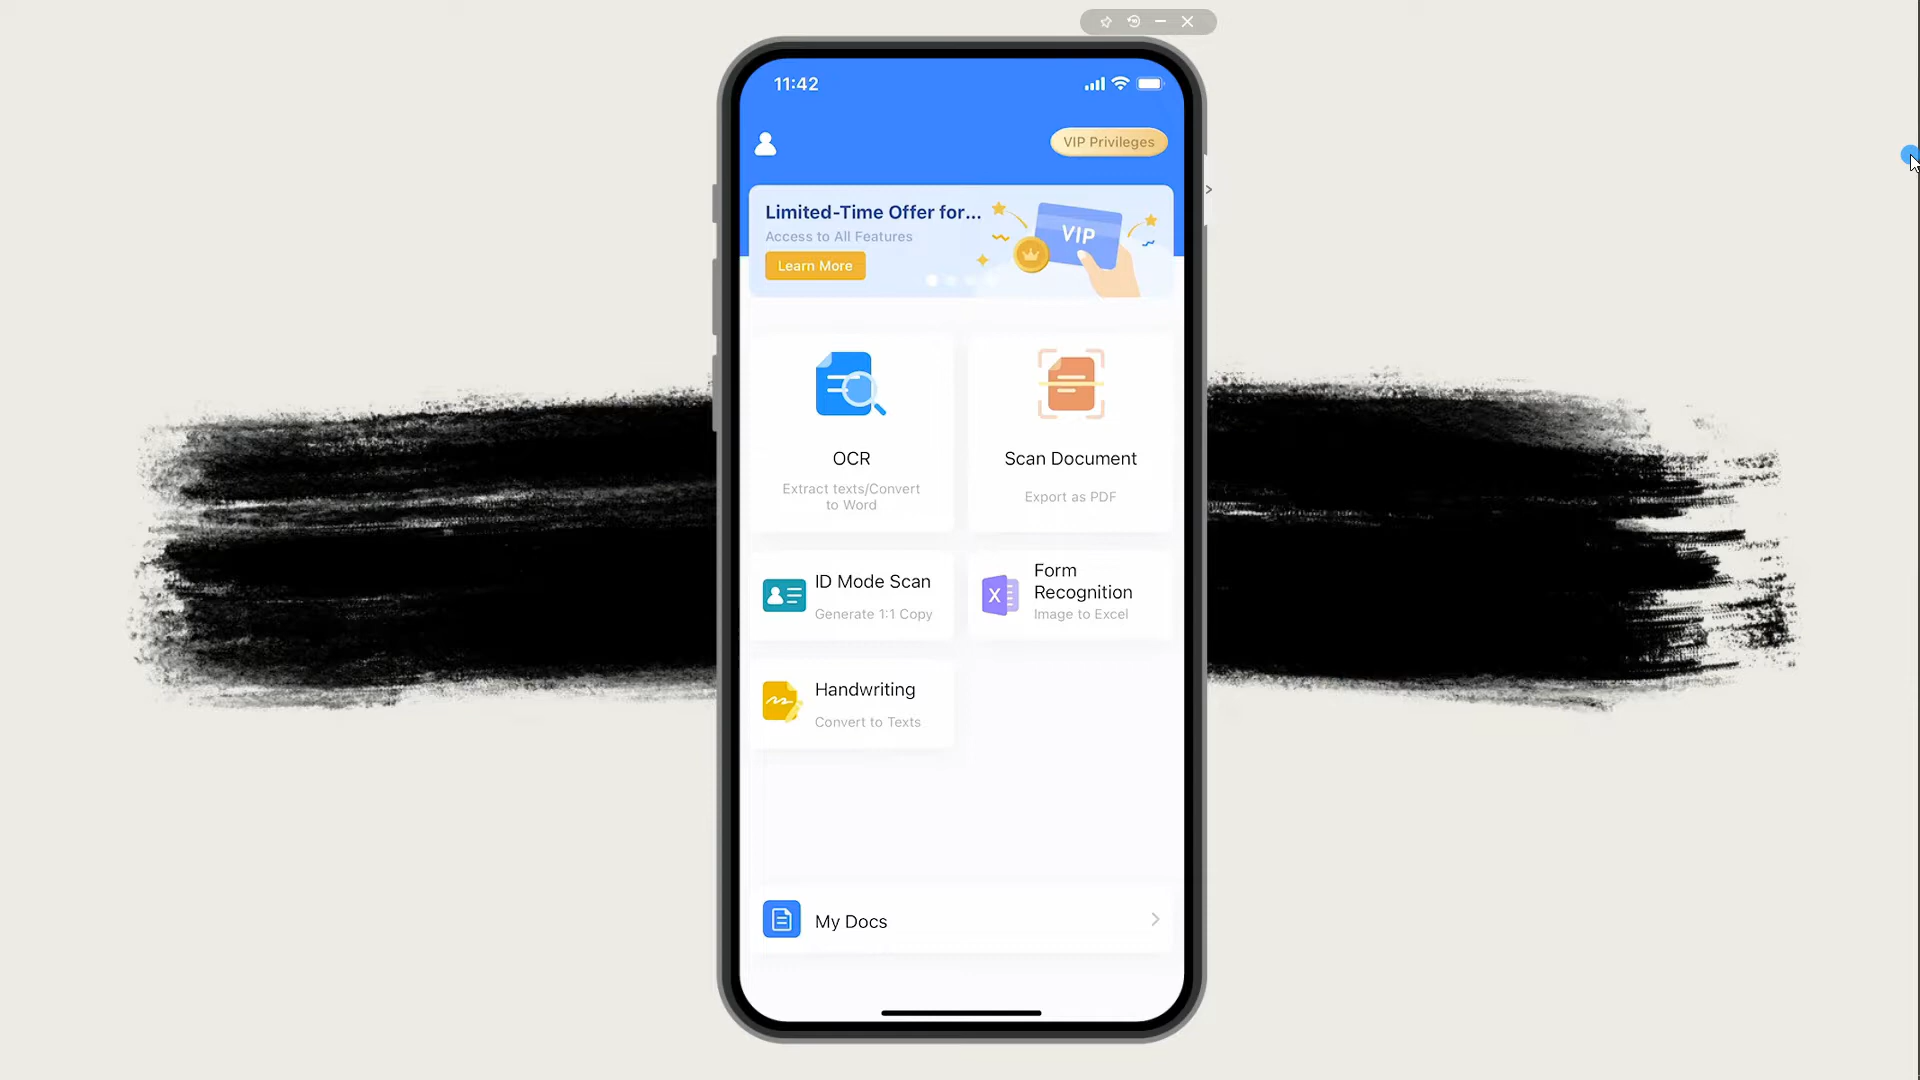 11:42
VIP Privileges
Limited-Time Offer for...
Access to All Features
Learn More
VIP
OCR
Extract texts/Convert
to Word
Scan Document
Export as PDF
ID Mode Scan
Generate 1:1 Copy
Form
Recognition
Image to Excel
X
Handwriting
Convert to Texts
My Docs